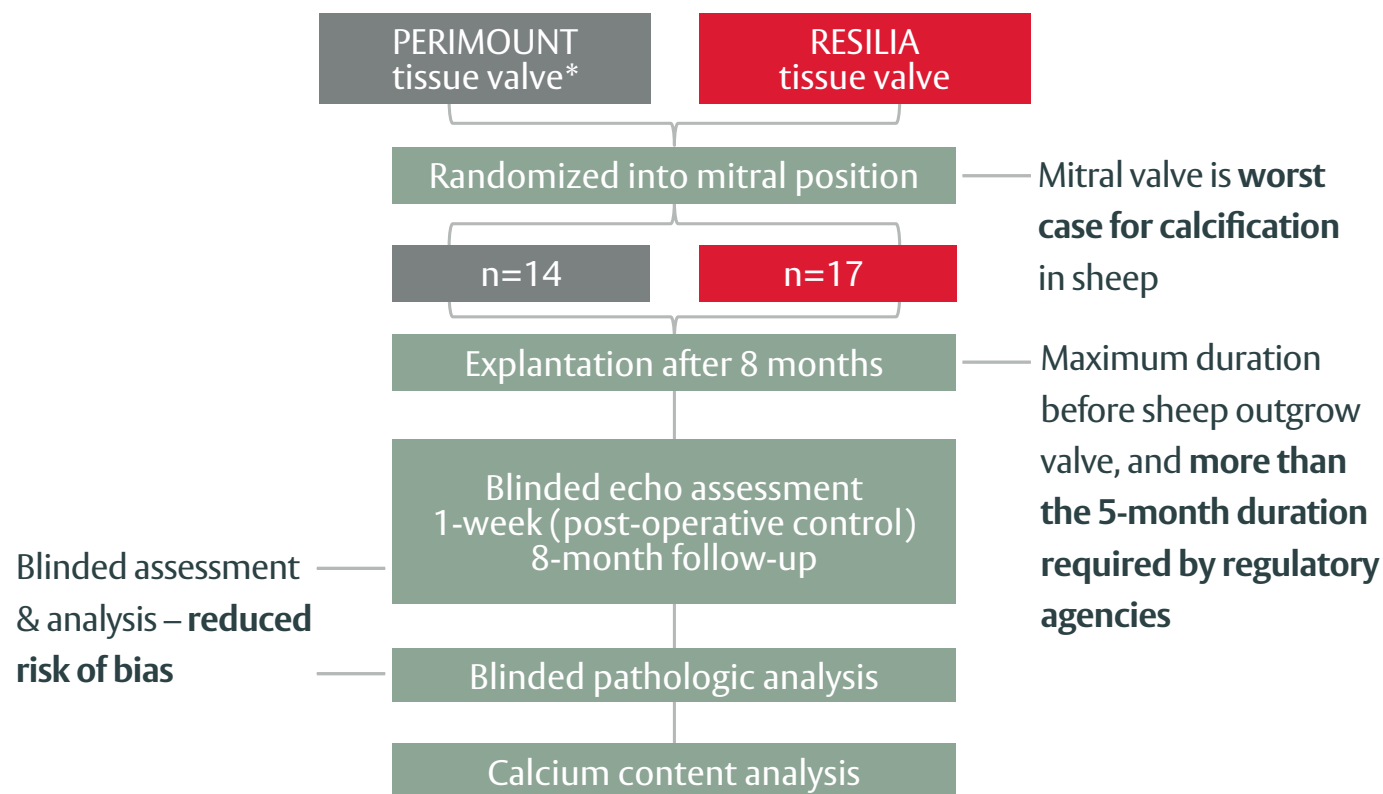 PERIMOUNT
tissue valve*
RESILIA
tissue valve
Randomized into mitral position
Mitral valve is worst
case for calcification
in sheep
n=14
n=17
Explantation after 8 months
Maximum duration
before sheep outgrow
valve, and more than
the 5-month duration
required by regulatory
agencies
Blinded echo assessment
1-week (post-operative control)
8-month follow-up
Blinded assessment
& analysis – reduced
risk of bias
Blinded pathologic analysis
Calcium content analysis